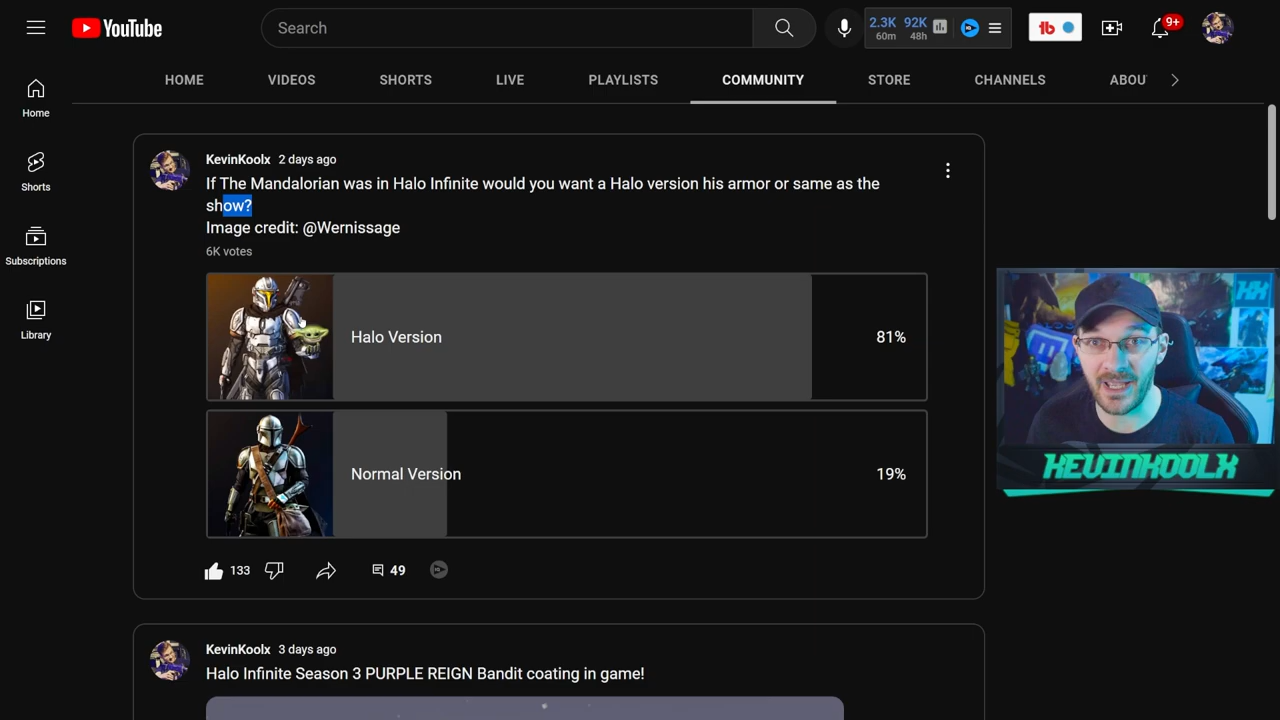 YouTube
Search
2.3K 92K
60m 48h
9+
HOME VIDEOS SHORTS LIVE PLAYLISTS COMMUNITY STORE CHANNELS ABOU
Home
Shorts
Subscriptions
Library
KevinKoolx 2 days ago
If The Mandalorian was in Halo Infinite would you want a Halo version his armor or same as the
show?
Image credit: @Wernissage
6K votes
Halo Version 81%
Normal Version 19%
133 49
KEVINKOOLX
KevinKoolx 3 days ago
Halo Infinite Season 3 PURPLE REIGN Bandit coating in game!